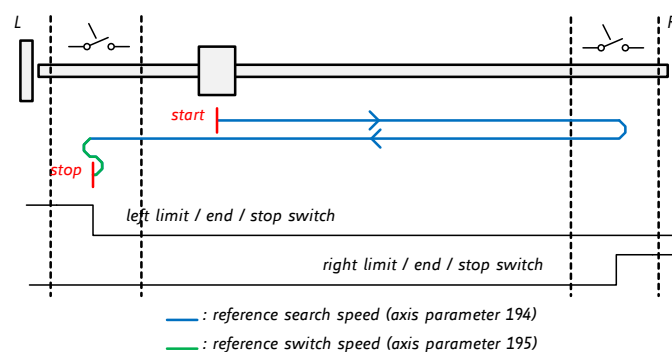 L
R
start
stop
left limit / end / stop switch
right limit / end / stop switch
: reference search speed (axis parameter 194)
: reference switch speed (axis parameter 195)